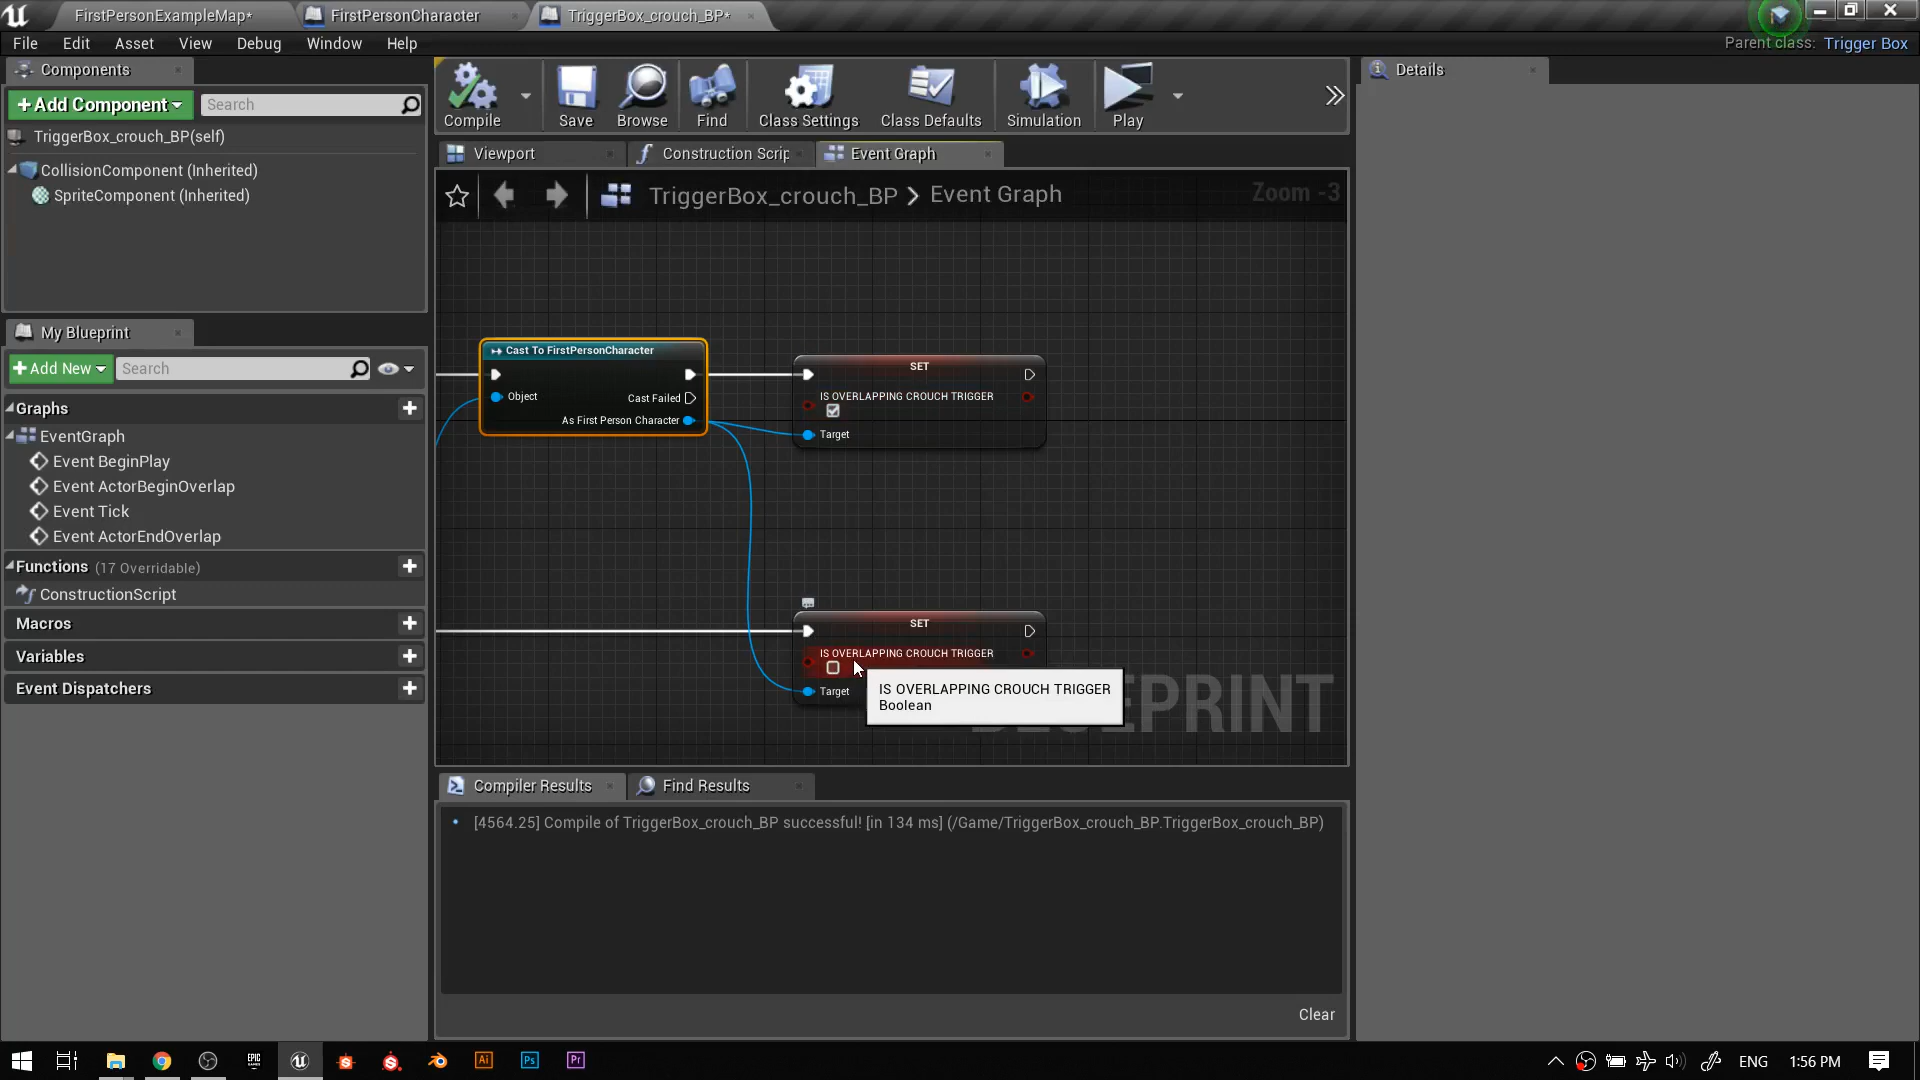 FirstPersonExampleMap*
FirstPersonCharacter
TriggerBox_crouch_BP*
File
Edit
Asset
View
Debug
Window
Help
Parent class:
Trigger Box
Components
+Add Component
Search
TriggerBox_crouch_BP(self)
CollisionComponent (Inherited)
SpriteComponent (Inherited)
Compile
Save
Browse
Find
Class Settings
Class Defaults
Simulation
Play
Details
Viewport
Construction Scrip
Event Graph
TriggerBox_crouch_BP > Event Graph
Zoom -3
My Blueprint
+Add New
Search
Graphs
EventGraph
Event BeginPlay
Event ActorBeginOverlap
Event Tick
Event ActorEndOverlap
Functions (17 Overridable)
ConstructionScript
Macros
Variables
Event Dispatchers
Cast To FirstPersonCharacter
Object
Cast Failed
As First Person Character
SET
IS OVERLAPPING CROUCH TRIGGER
Target
SET
IS OVERLAPPING CROUCH TRIGGER
Target
IS OVERLAPPING CROUCH TRIGGER
Boolean
Compiler Results
Find Results
[4564.25] Compile of TriggerBox_crouch_BP successful! [in 134 ms] (/Game/TriggerBox_crouch_BP.TriggerBox_crouch_BP)
Clear
EPIC
GAMES
Ai
Ps
Pr
ENG
1:56 PM